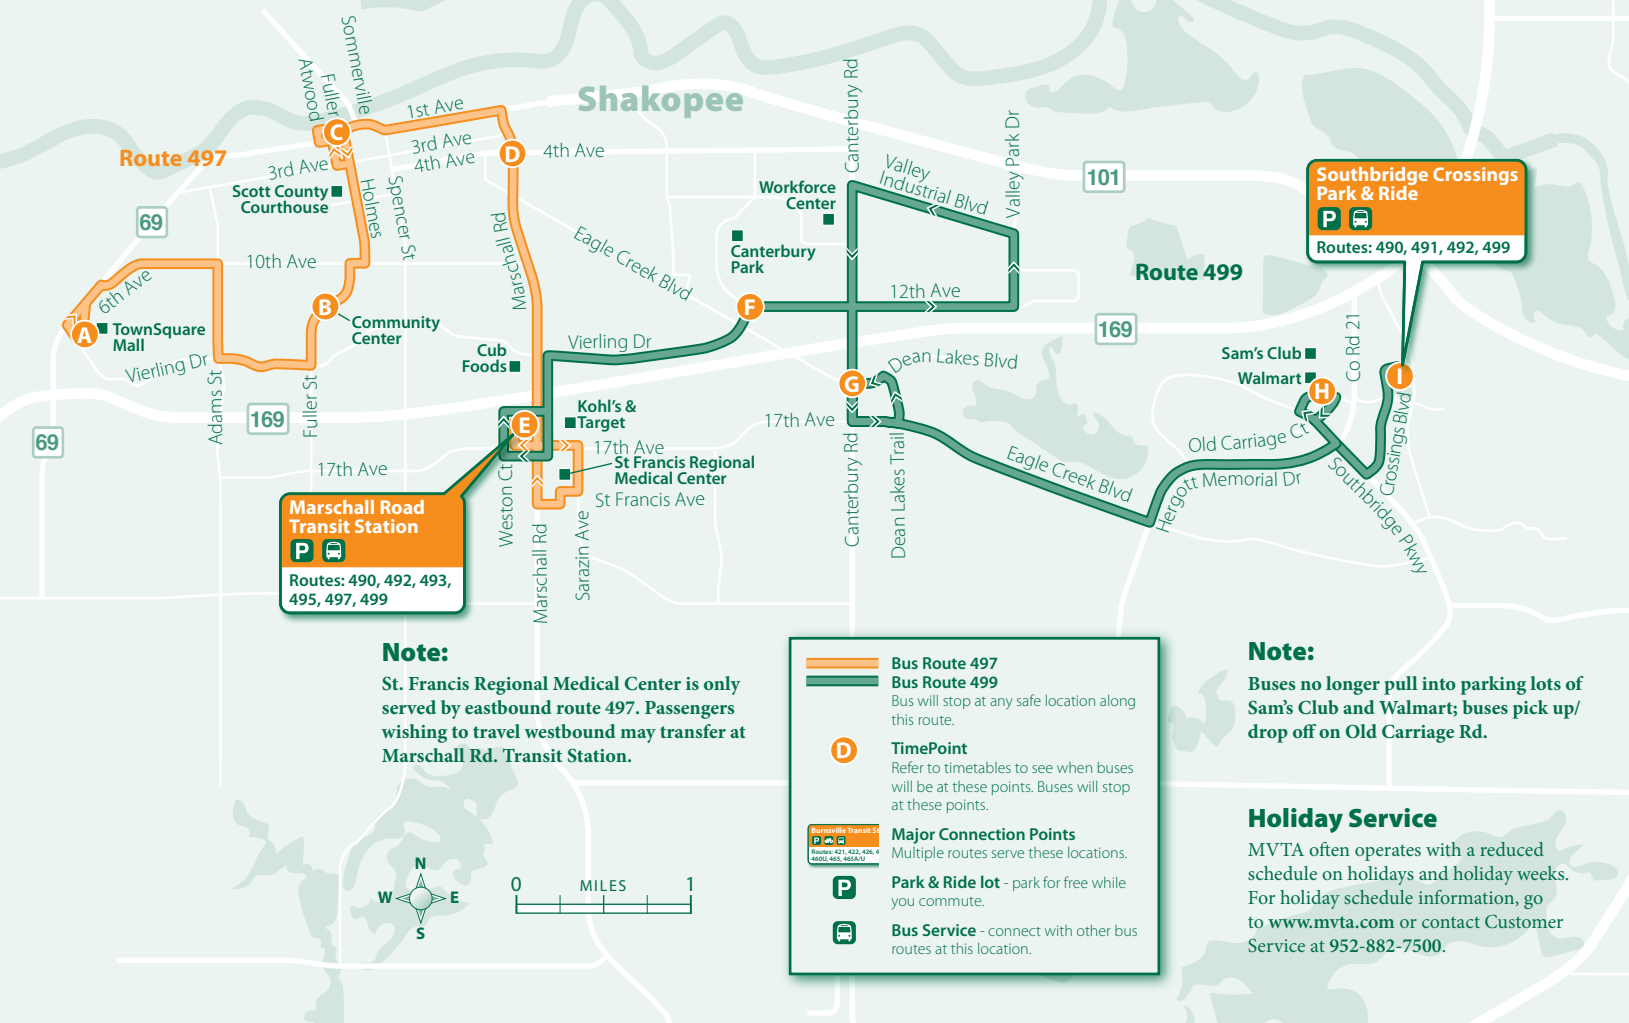 Shakopee
Sommerville
Fuller
Atwood
1st Ave
3rd Ave
4th Ave
4th Ave
Route 497
3rd Ave
Scott County
Courthouse
Holmes
Spencer St
69
10th Ave
6th Ave
TownSquare
Mall
Vierling Dr
Adams St
Fuller St
Community
Center
169
69
17th Ave
A
B
C
D
E
F
G
H
I
Marschall Rd
Eagle Creek Blvd
Vierling Dr
Cub
Foods
Kohl's &
Target
17th Ave
St Francis Regional
Medical Center
St Francis Ave
Weston Ct
Marschall Rd
Sarazin Ave
Marschall Road
Transit Station
P
Routes: 490, 492, 493,
495, 497, 499
Workforce
Center
Canterbury
Park
Canterbury Rd
Valley
Industrial Blvd
Valley Park Dr
101
12th Ave
Route 499
169
Dean Lakes Blvd
17th Ave
Canterbury Rd
Dean Lakes Trail
Eagle Creek Blvd
Hergott Memorial Dr
Old Carriage Ct
Sam's Club
Walmart
Co Rd 21
Crossings Blvd
Southbridge Pkwy
Southbridge Crossings
Park & Ride
P
Routes: 490, 491, 492, 499
Note:
St. Francis Regional Medical Center is only
served by eastbound route 497. Passengers
wishing to travel westbound may transfer at
Marschall Rd. Transit Station.
N
W E
S
0 MILES 1
Bus Route 497
Bus Route 499
Bus will stop at any safe location along
this route.
D
TimePoint
Refer to timetables to see when buses
will be at these points. Buses will stop
at these points.
Burnsville Transit St
P
Routes: 421, 422, 426, 4
460U, 465, 465A/U
Major Connection Points
Multiple routes serve these locations.
P
Park & Ride lot - park for free while
you commute.
Bus Service - connect with other bus
routes at this location.
Note:
Buses no longer pull into parking lots of
Sam's Club and Walmart; buses pick up/
drop off on Old Carriage Rd.
Holiday Service
MVTA often operates with a reduced
schedule on holidays and holiday weeks.
For holiday schedule information, go
to www.mvta.com or contact Customer
Service at 952-882-7500.